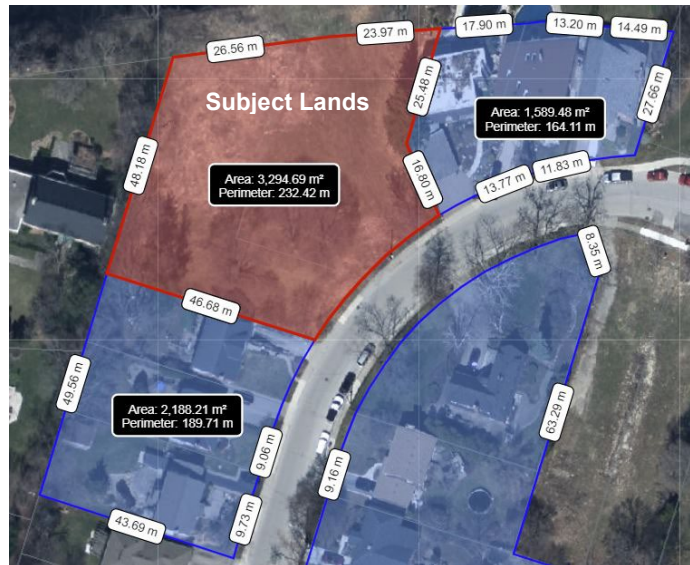 26.56 m
23.97 m
17.90 m
13.20 m
14.49 m
Subject Lands
25.48 m
27.66 m
Area: 1,589.48 m²
Perimeter: 164.11 m
48.18 m
Area: 3,294.69 m²
Perimeter: 232.42 m
16.80 m
13.77 m
11.83 m
8.35 m
46.68 m
49.56 m
Area: 2,188.21 m²
Perimeter: 189.71 m
63.29 m
9.06 m
9.16 m
43.69 m
9.73 m